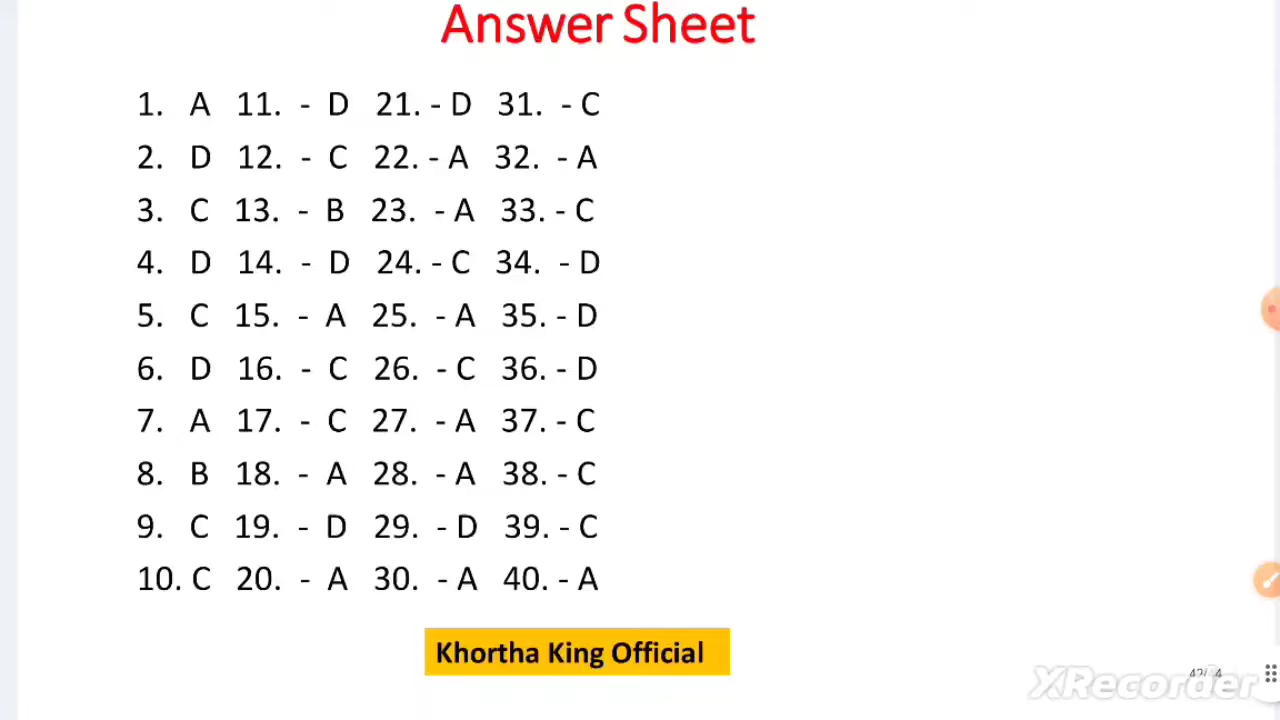 Answer Sheet
1. A 11. - D 21. - D 31. - C
2. D 12. - C 22. - A 32. - A
3. C 13. - B 23. - A 33. - C
4. D 14. - D 24. - C 34. - D
5. C 15. - A 25. - A 35. - D
6. D 16. - C 26. - C 36. - D
7. A 17. - C 27. - A 37. - C
8. B 18. - A 28. - A 38. - C
9. C 19. - D 29. - D 39. - C
10. C 20. - A 30. - A 40. - A
Khortha King Official
XRecorder